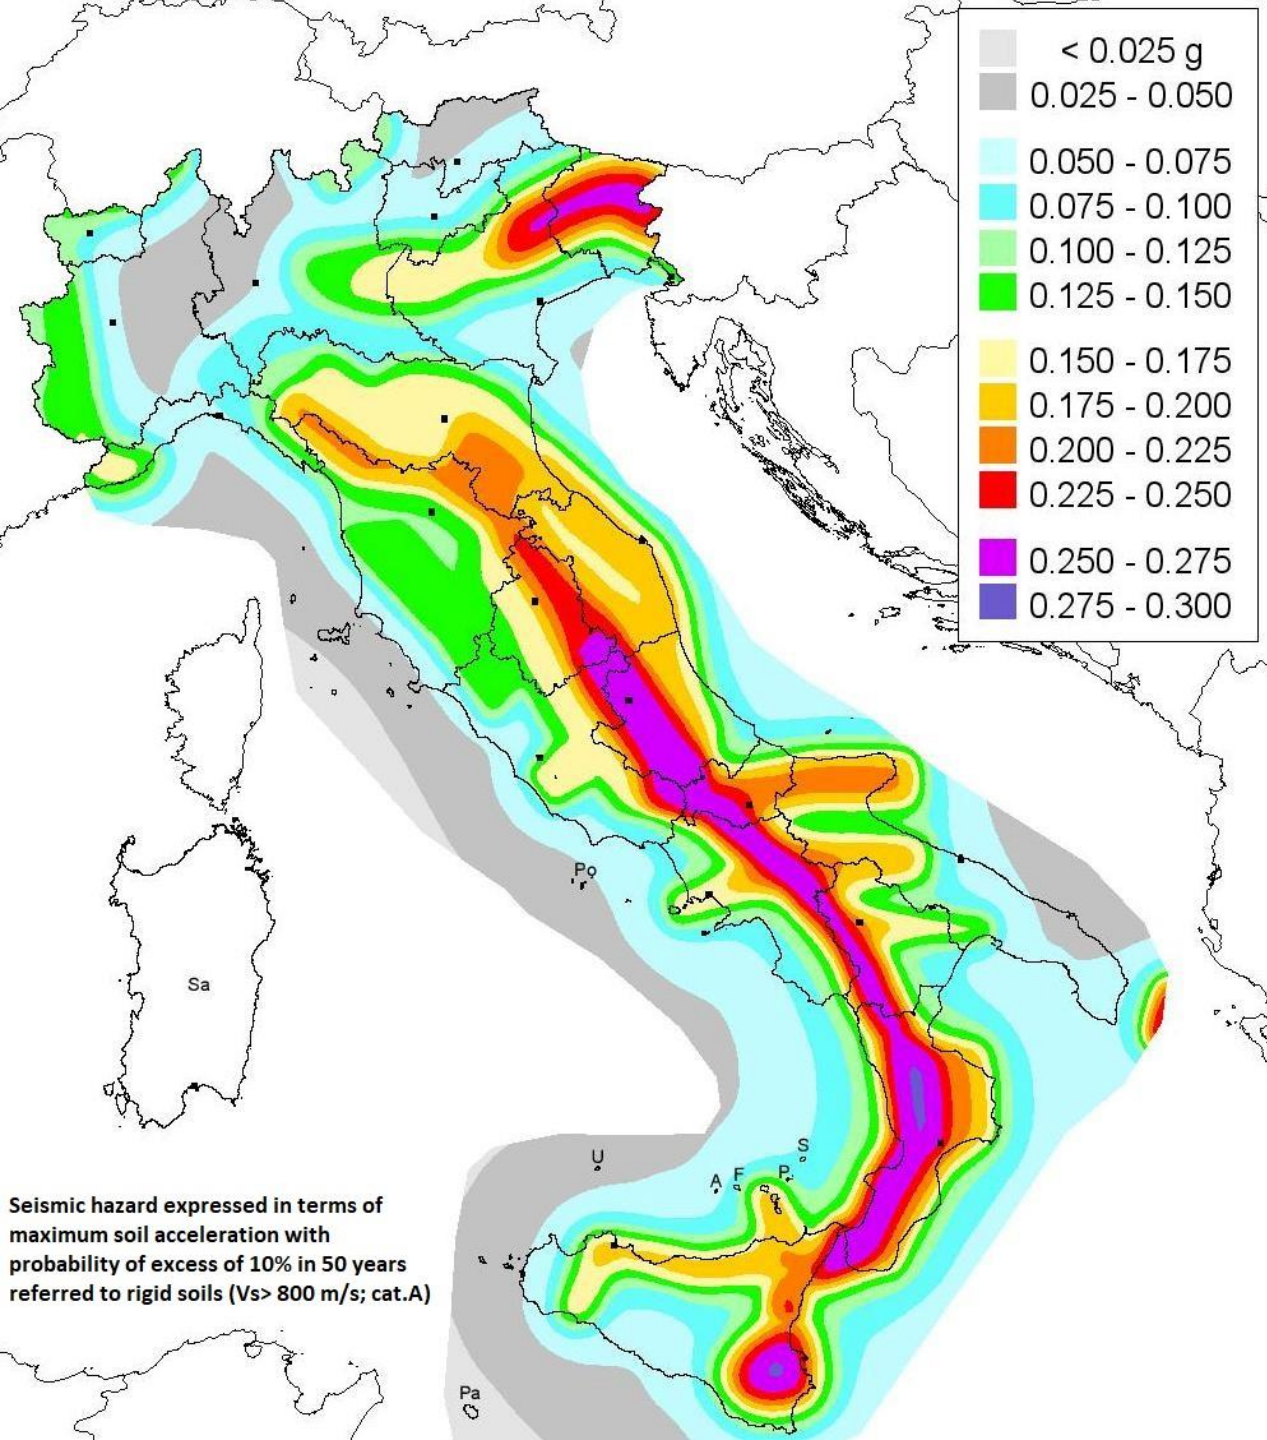 < 0.025 g
0.025 - 0.050
0.050 - 0.075
0.075 - 0.100
0.100 - 0.125
0.125 - 0.150
0.150 - 0.175
0.175 - 0.200
0.200 - 0.225
0.225 - 0.250
0.250 - 0.275
0.275 - 0.300
Po
Sa
U
S
A F P
Seismic hazard expressed in terms of
maximum soil acceleration with
probability of excess of 10% in 50 years
referred to rigid soils (Vs> 800 m/s; cat.A)
Pa